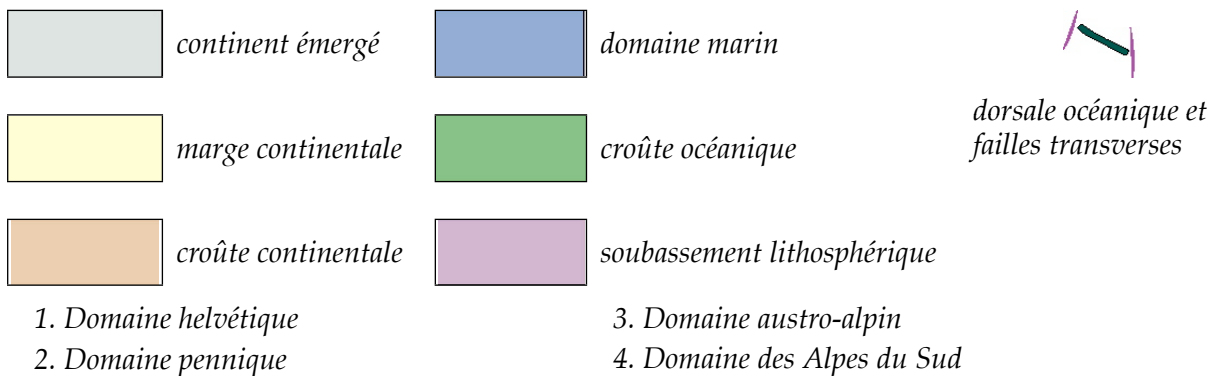 continent émergé
domaine marin
dorsale océanique et
failles transverses
marge continentale
croûte océanique
croûte continentale
soubassement lithosphérique
1. Domaine helvétique
2. Domaine pennique
3. Domaine austro-alpin
4. Domaine des Alpes du Sud